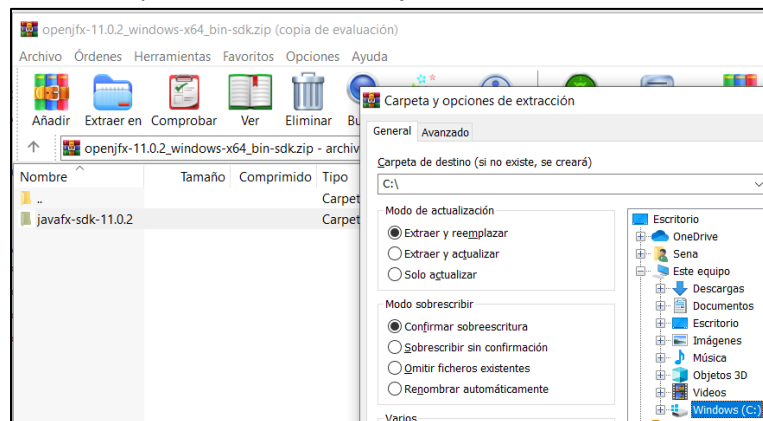 openjfx-11.0.2_windows-x64_bin-sdk.zip (copia de evaluación)
Archivo Órdenes Herramientas Favoritos Opciones Ayuda
Añadir Extraer en Comprobar Ver Eliminar
openjfx-11.0.2_windows-x64_bin-sdk.zip - archiv
Nombre Tamaño Comprimido Tipo
.. Carpet
javafx-sdk-11.0.2 Carpet
Carpeta y opciones de extracción
General Avanzado
Carpeta de destino (si no existe, se creará)
C:\
Modo de actualización
Extraer y reemplazar
Extraer y actualizar
Solo actualizar
Modo sobrescribir
Confirmar sobreescritura
Sobrescribir sin confirmación
Omitir ficheros existentes
Renombrar automáticamente
Varios
Escritorio
OneDrive
Sena
Este equipo
Descargas
Documentos
Escritorio
Imágenes
Música
Objetos 3D
Videos
Windows (C:)